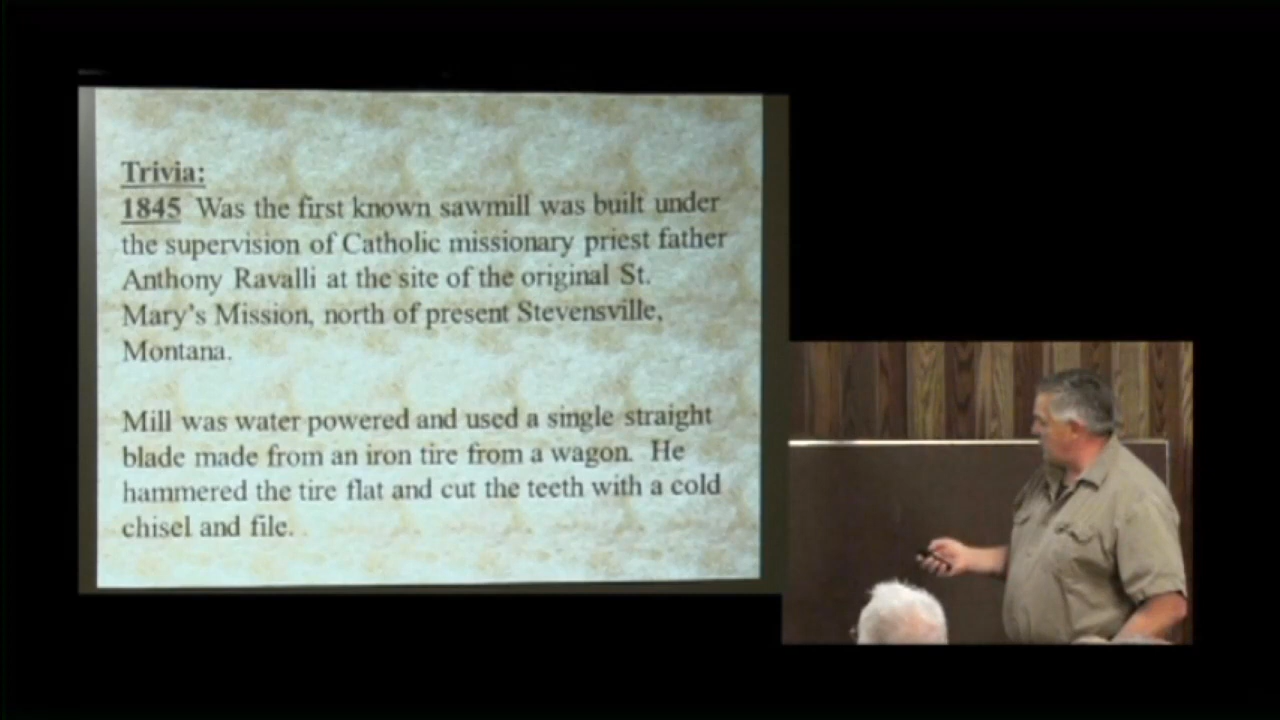 Trivia:
1845 Was the first known sawmill was built under
the supervision of Catholic missionary priest father
Anthony Ravalli at the site of the original St.
Mary's Mission, north of present Stevensville,
Montana.
Mill was water powered and used a single straight
blade made from an iron tire from a wagon. He
hammered the tire flat and cut the teeth with a cold
chisel and file.